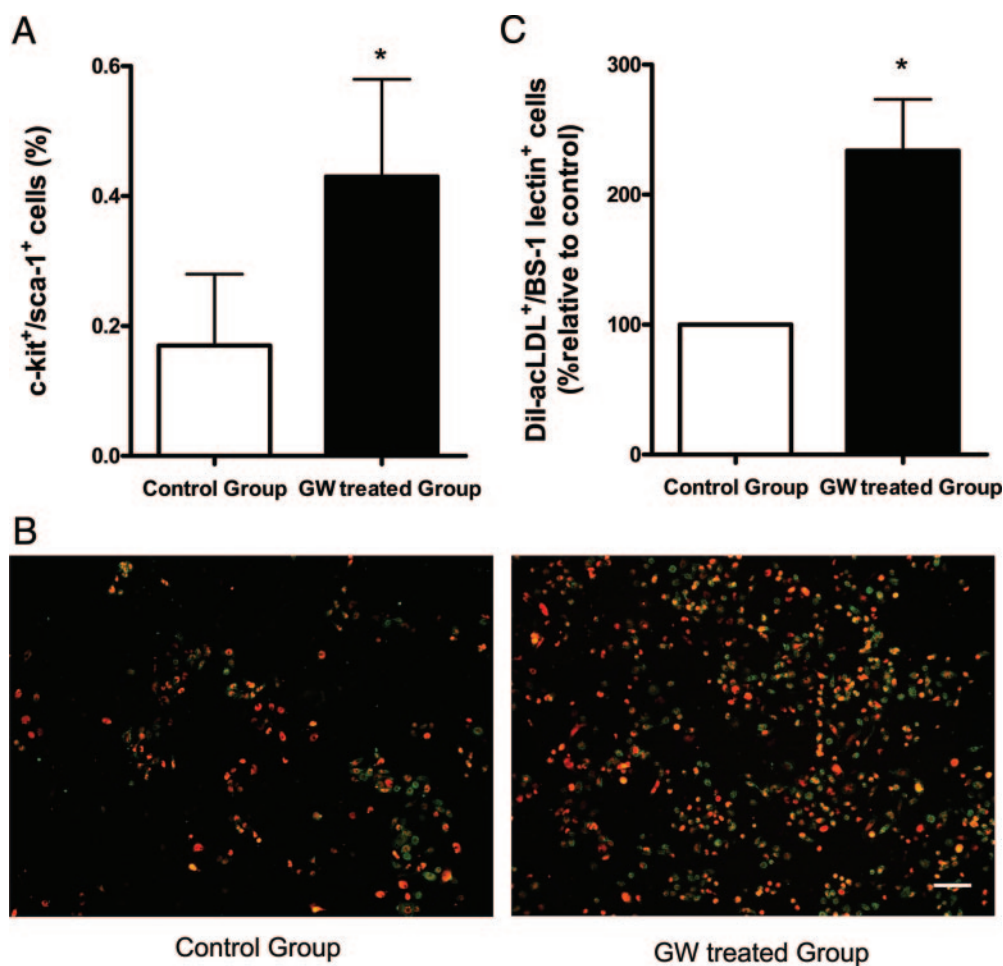 A
c-kit⁺/sca-1⁺ cells (%)
0.6
0.4
0.2
0.0
*
Control Group
GW treated Group
C
Dil-acLDL⁺/BS-1 lectin⁺ cells
(%relative to control)
300
200
100
0
*
Control Group
GW treated Group
B
Control Group
GW treated Group